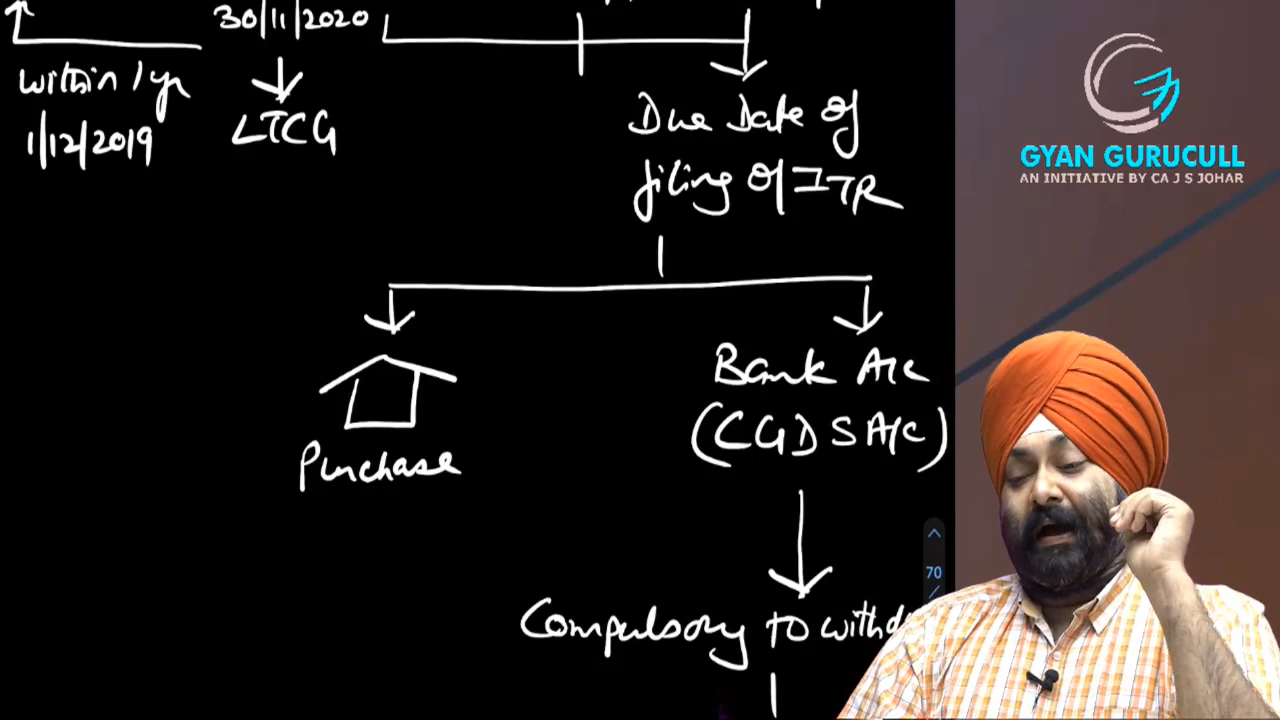 30/11/2020
within 1 yr
1/12/2019
LTCG
Due Date of
filing of ITR
Purchase
Bank A/c
(CGDS A/c)
Compulsory to withd
70
GYAN GURUCULL
AN INITIATIVE BY CA J S JOHAR